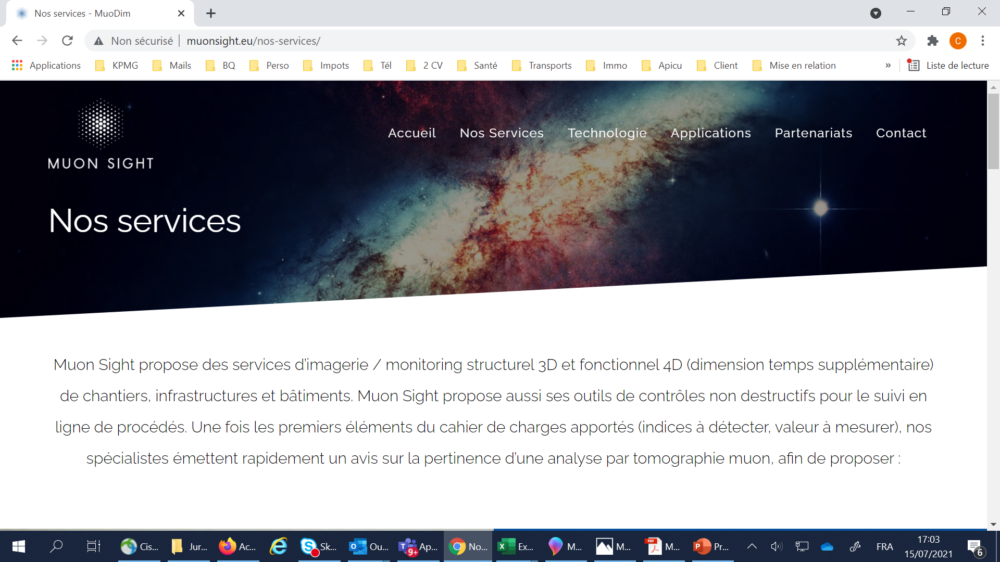 Nos services - MuoDim
Non sécurisé
muonsight.eu/nos-services/
C
Applications
KPMG
Mails
BQ
Perso
Impots
Tél
2 CV
Santé
Transports
Immo
Apicu
Client
Mise en relation
»
Liste de lecture
MUON SIGHT
Accueil
Nos Services
Technologie
Applications
Partenariats
Contact
Nos services
Muon Sight propose des services d'imagerie / monitoring structurel 3D et fonctionnel 4D (dimension temps supplémentaire)
de chantiers, infrastructures et bâtiments. Muon Sight propose aussi ses outils de contrôles non destructifs pour le suivi en
ligne de procédés. Une fois les premiers éléments du cahier de charges apportés (indices à détecter, valeur à mesurer), nos
spécialistes émettent rapidement un avis sur la pertinence d'une analyse par tomographie muon, afin de proposer :
Cis...
Jur...
Ac...
Sk...
Ou...
9+
Ap...
No...
Ex...
M...
M...
PDF
M...
Pr...
FRA
17:03
15/07/2021
6